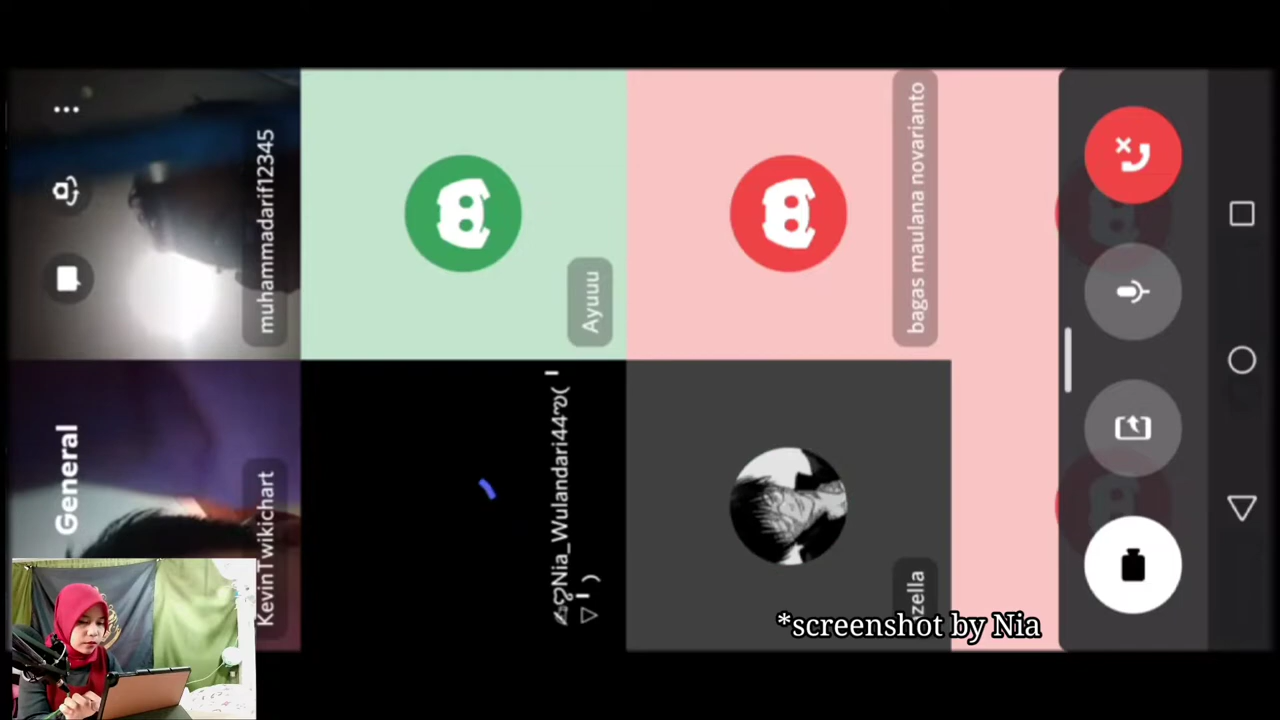 General
muhammadarif12345
KevinTwikichart
Ayuuu
Nia_Wulandari44
bagas maulana novarianto
zella
*screenshot by Nia